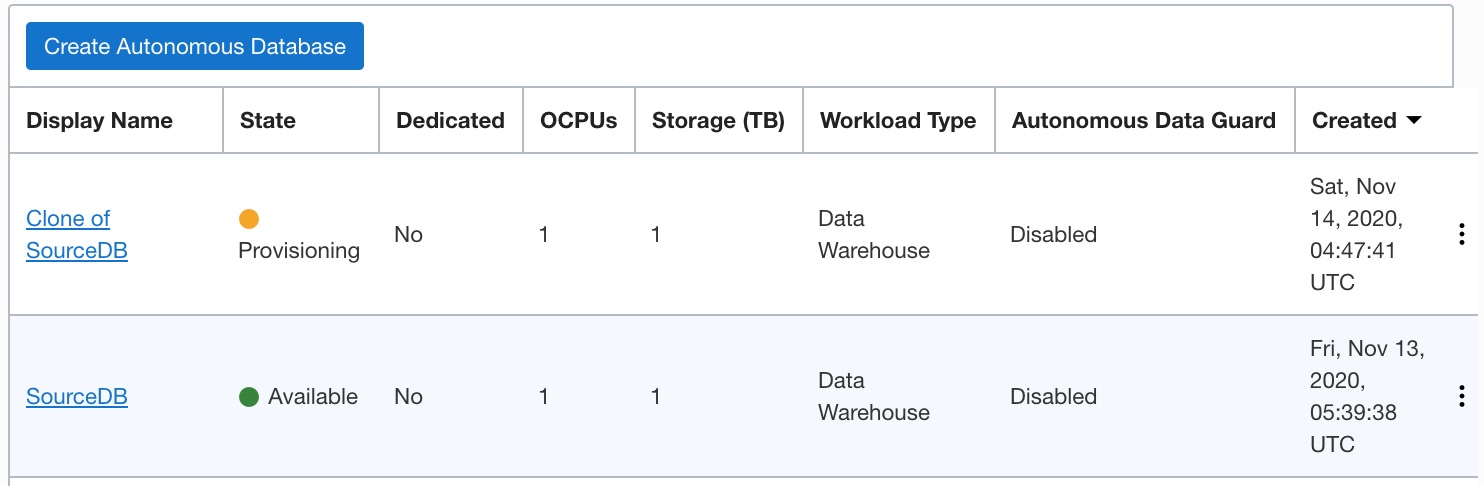 Create Autonomous Database
Display Name State Dedicated OCPUs Storage (TB) Workload Type Autonomous Data Guard Created
Clone of
SourceDB
Provisioning
No
1
1
Data
Warehouse
Disabled
Sat, Nov
14, 2020,
04:47:41
UTC
SourceDB
Available
No
1
1
Data
Warehouse
Disabled
Fri, Nov 13,
2020,
05:39:38
UTC